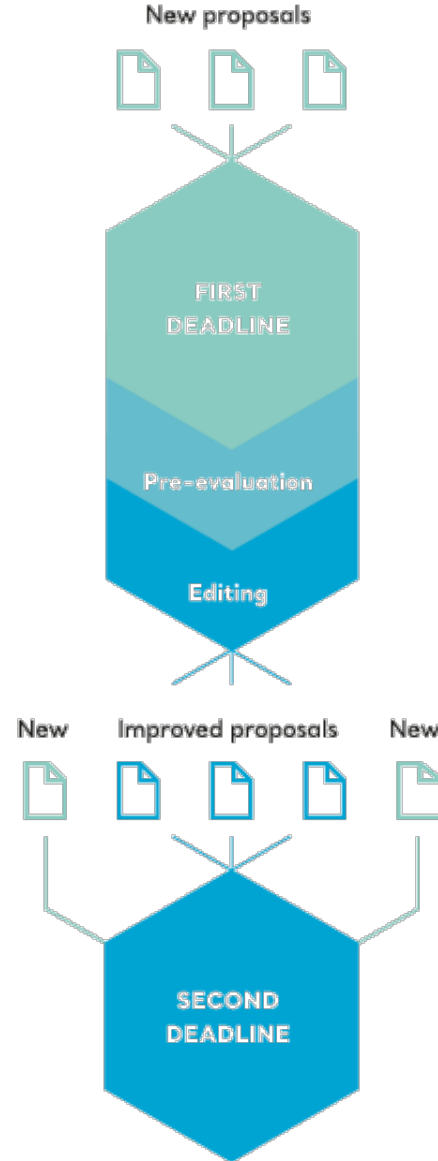 New proposals
FIRST
DEADLINE
Pre-evaluation
Editing
New Improved proposals New
SECOND
DEADLINE